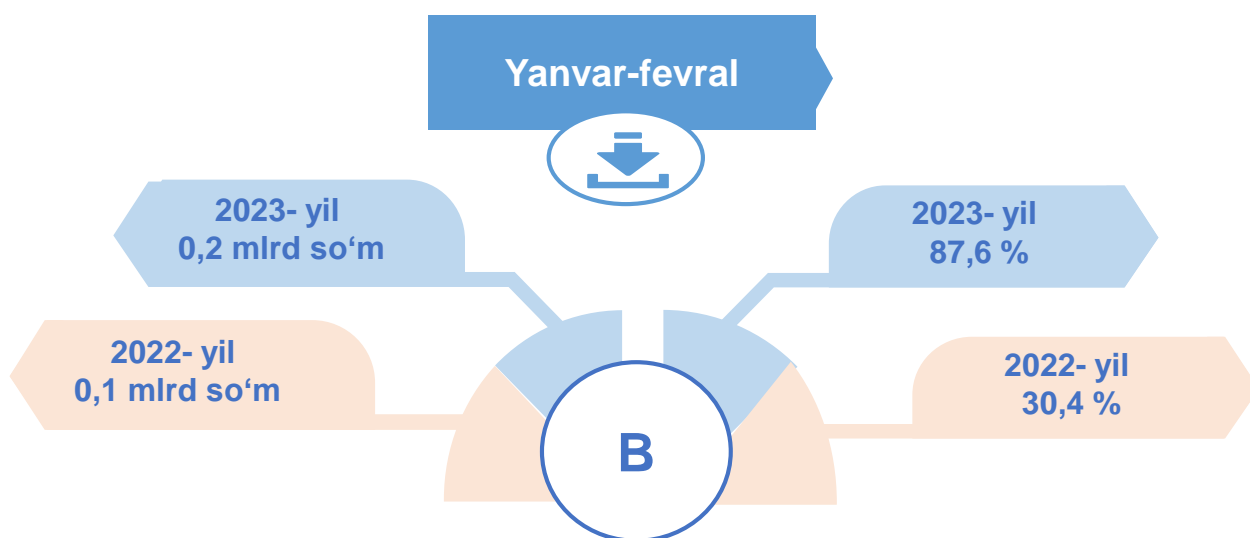 Yanvar-fevral
2023- yil
0,2 mlrd so‘m
2023- yil
87,6 %
2022- yil
0,1 mlrd so‘m
2022- yil
30,4 %
B